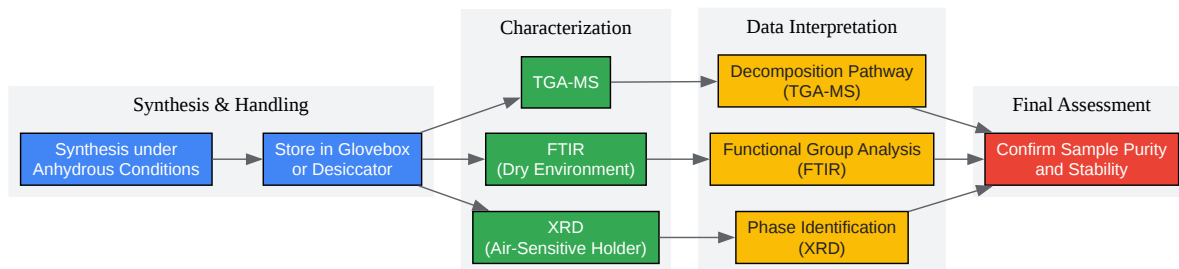 Synthesis & Handling
Synthesis under
Anhydrous Conditions
Store in Glovebox
or Desiccator
Characterization
TGA-MS
FTIR
(Dry Environment)
XRD
(Air-Sensitive Holder)
Data Interpretation
Decomposition Pathway
(TGA-MS)
Functional Group Analysis
(FTIR)
Phase Identification
(XRD)
Final Assessment
Confirm Sample Purity
and Stability